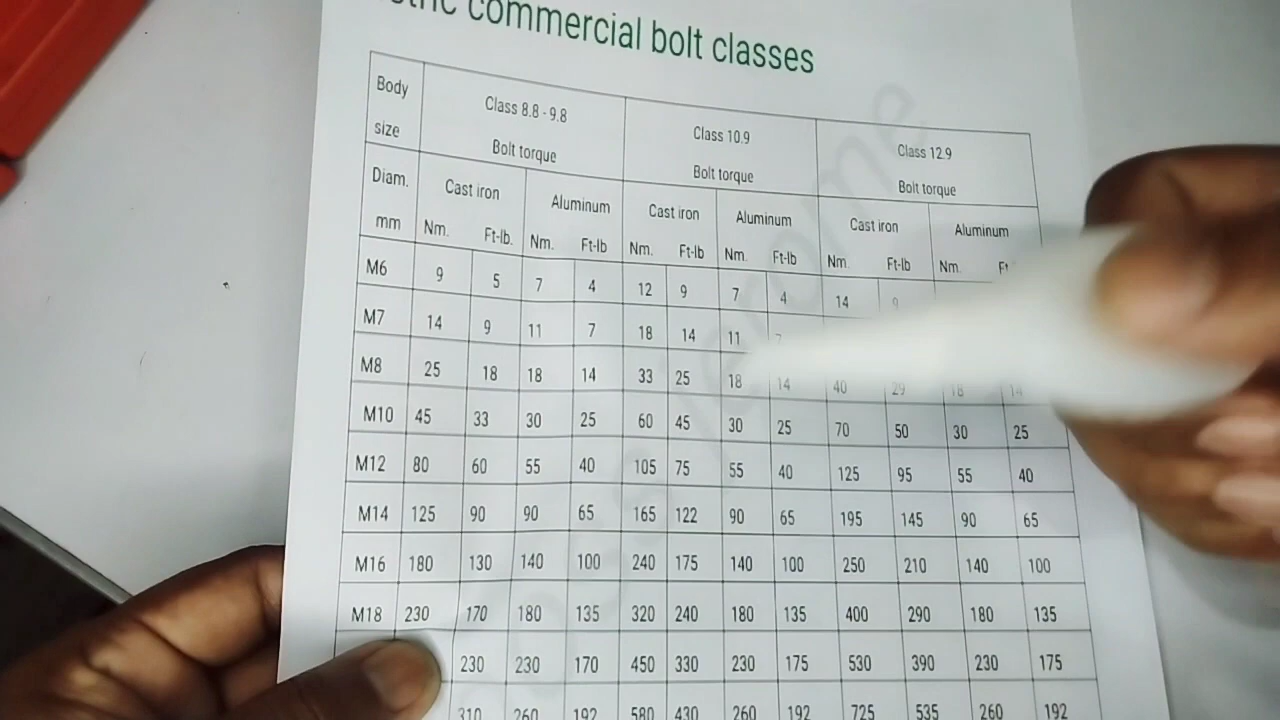 commercial bolt classes
Body size Class 8.8 - 9.8 Bolt torque Class 10.9 Bolt torque Class 12.9 Bolt torque
Diam. mm Cast iron Aluminum Cast iron Aluminum Cast iron Aluminum
Nm. Ft-lb. Nm. Ft-lb Nm. Ft-lb Nm. Ft-lb Nm. Ft-lb Nm.
M6 9 5 7 4 12 9 7 4 14 9
M7 14 9 11 7 18 14 11
M8 25 18 18 14 33 25 18 14 40 29 18 14
M10 45 33 30 25 60 45 30 25 70 50 30 25
M12 80 60 55 40 105 75 55 40 125 95 55 40
M14 125 90 90 65 165 122 90 65 195 145 90 65
M16 180 130 140 100 240 175 140 100 250 210 140 100
M18 230 170 180 135 320 240 180 135 400 290 180 135
230 230 170 450 330 230 175 530 390 230 175
310 260 192 580 430 260 192 725 535 260 192